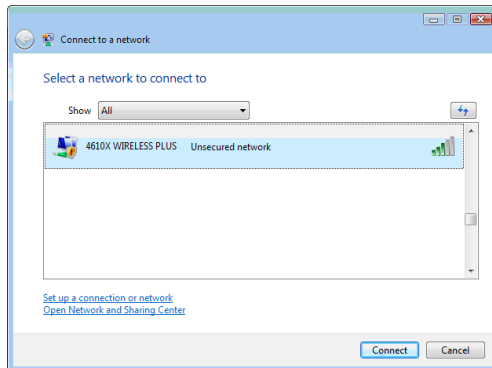 Connect to a network
Select a network to connect to
Show All
4610X WIRELESS PLUS Unsecured network
Set up a connection or network
Open Network and Sharing Center
Connect Cancel